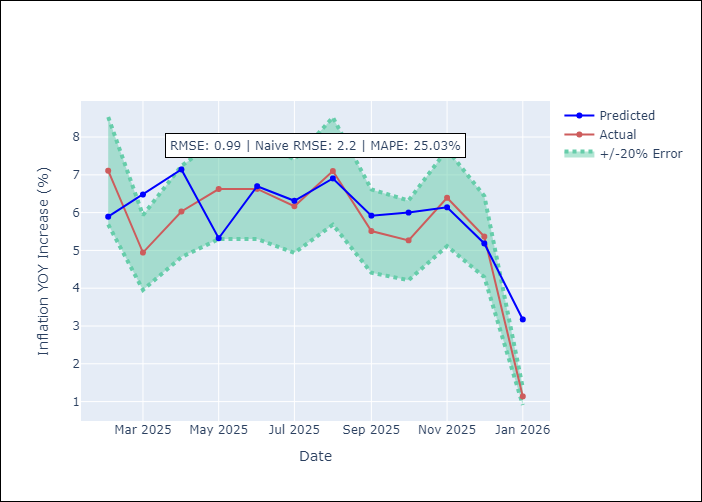 RMSE: 0.99 | Naive RMSE: 2.2 | MAPE: 25.03%
Predicted
Actual
+/-20% Error
Inflation YOY Increase (%)
8
7
6
5
4
3
2
1
Mar 2025 May 2025 Jul 2025 Sep 2025 Nov 2025 Jan 2026
Date